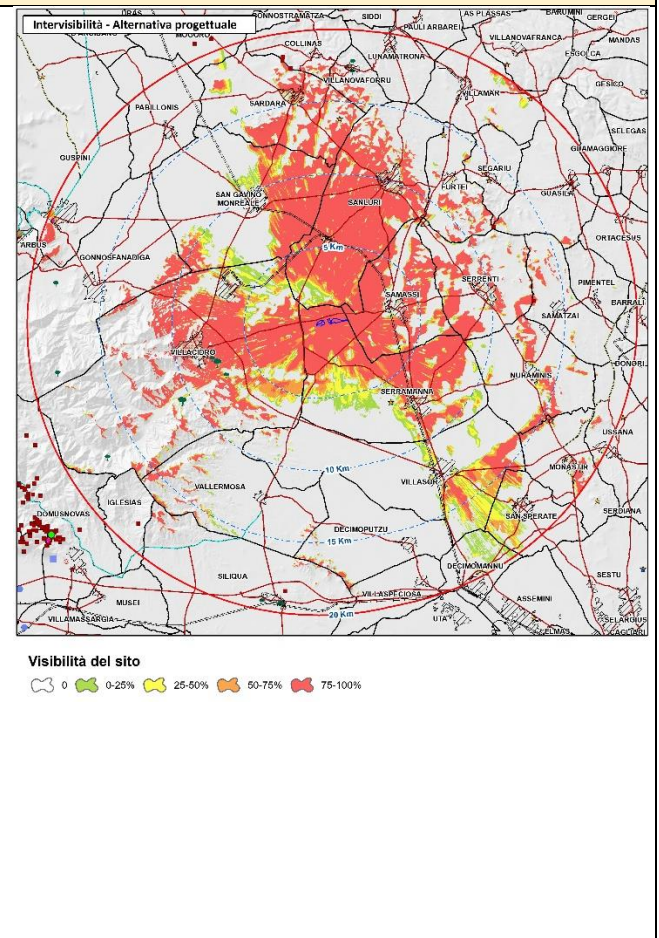 Intervisibilità - Alternativa progettuale
URAS
GONNOSTRAMATZA
SIDDI
AS PLASSAS
BARUMINI
GERGEI
MOGORO
PAULI ARBAREI
COLLINAS
VILLANOVAFRANCA
MANDAS
LUNAMATRONA
ESCOLCA
VILLANOVAFORRU
GESICO
SARDARA
VILLAMAR
PABILLONIS
SELEGAS
GUSPINI
GUAMAGGIORE
SEGARIU
SAN GAVINO
MONREALE
FURTEI
GUASILA
SANLURI
ORTACESUS
ARBUS
5 Km
GONNOSFANADIGA
SERRENTI
PIMENTEL
SAMASSI
BARRALI
SAMATZAI
VILLACIDRO
DONORI
NURAMINIS
SERRAMANNA
USSANA
10 Km
MONASTIR
VALLERMOSA
VILLASOR
IGLESIAS
SAN SPERATE
DOMUSNOVAS
SERDIANA
DECIMOPUTZU
15 Km
DECIMOMANNU
SILIQUA
SESTU
MUSEI
VILLASPECIOSA
ASSEMINI
VILLAMASSARGIA
20 Km
UTA
SELARGIUS
ELMAS
CAGLIARI
Visibilità del sito
0 0-25% 25-50% 50-75% 75-100%